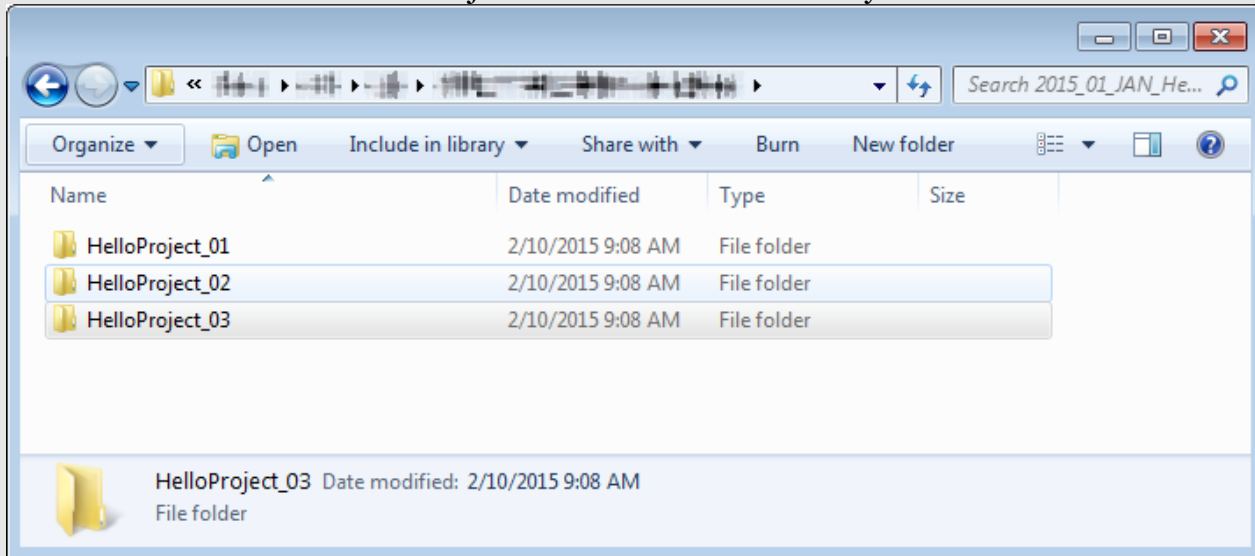 «
Search 2015_01_JAN_He...
Organize Open Include in library Share with Burn New folder
Name Date modified Type Size
HelloProject_01 2/10/2015 9:08 AM File folder
HelloProject_02 2/10/2015 9:08 AM File folder
HelloProject_03 2/10/2015 9:08 AM File folder
HelloProject_03 Date modified: 2/10/2015 9:08 AM
File folder